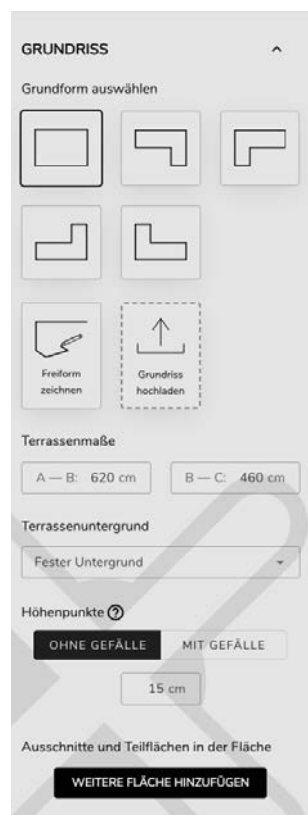 GRUNDRISS
Grundform auswählen
Freiform
zeichnen
Grundriss
hochladen
Terrassenmaße
A — B: 620 cm
B — C: 460 cm
Terrassenuntergrund
Fester Untergrund
Höhenpunkte ?
OHNE GEFÄLLE
MIT GEFÄLLE
15 cm
Ausschnitte und Teilflächen in der Fläche
WEITERE FLÄCHE HINZUFÜGEN